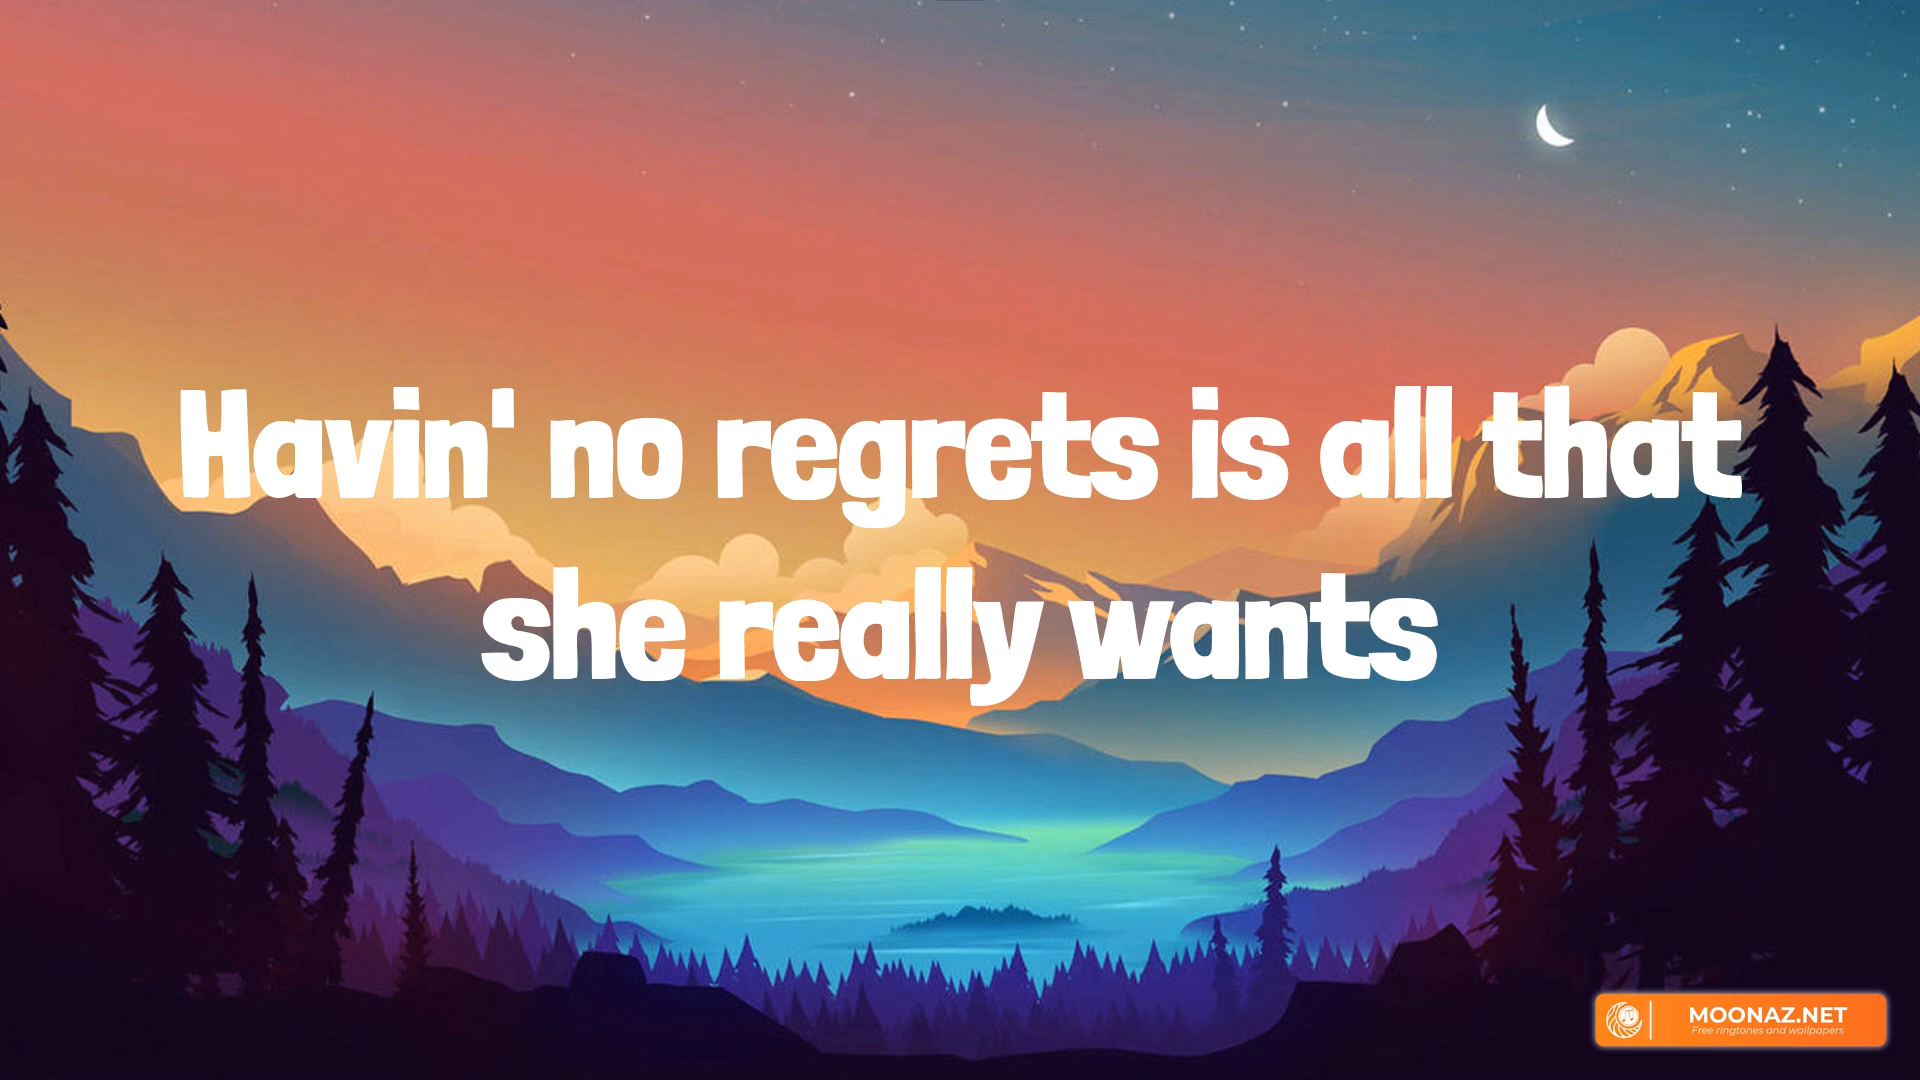 Havin' no regrets is all that
she really wants
MOONAZ.NET
Free ringtones and wallpapers